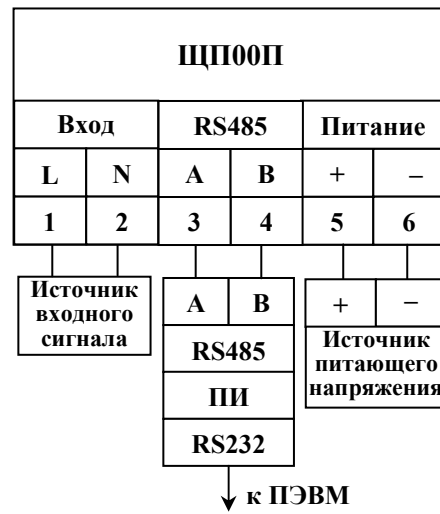 ЩП00П
Вход RS485 Питание
L N A B + –
1 2 3 4 5 6
Источник
входного
сигнала
A B
RS485
ПИ
RS232
+ –
Источник
питающего
напряжения
к ПЭВМ